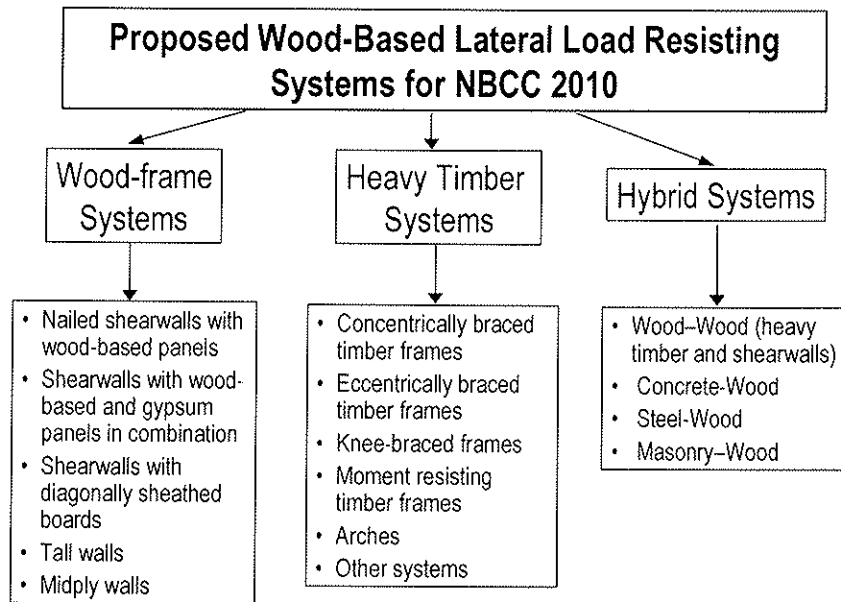 Proposed Wood-Based Lateral Load Resisting
Systems for NBCC 2010
Wood-frame
Systems
Heavy Timber
Systems
Hybrid Systems
• Nailed shearwalls with
wood-based panels
• Shearwalls with wood-
based and gypsum
panels in combination
• Shearwalls with
diagonally sheathed
boards
• Tall walls
• Midply walls
• Concentrically braced
timber frames
• Eccentrically braced
timber frames
• Knee-braced frames
• Moment resisting
timber frames
• Arches
• Other systems
• Wood–Wood (heavy
timber and shearwalls)
• Concrete-Wood
• Steel-Wood
• Masonry–Wood